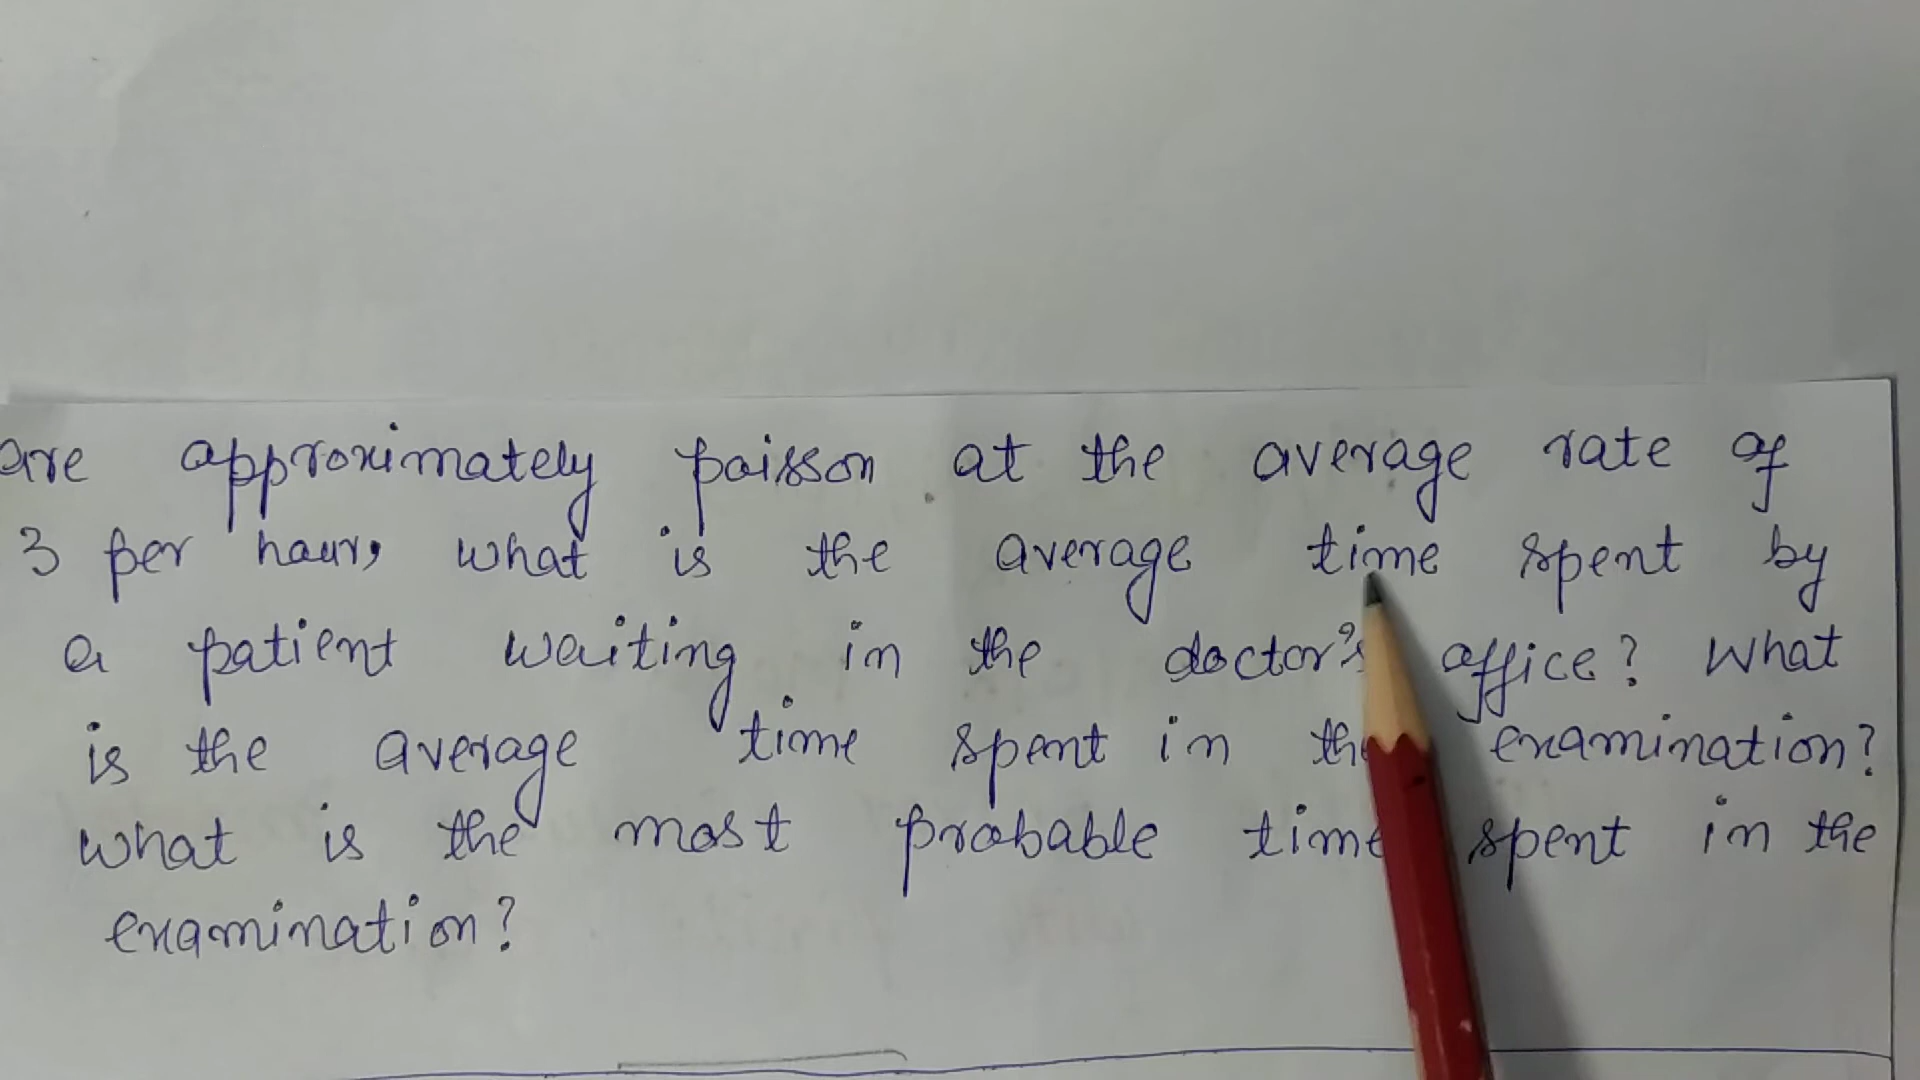 are approximately poisson at the average rate of
3 per hour, what is the average time spent by
a patient waiting in the doctor's office? What
is the average time spent in the examination?
What is the most probable time spent in the
examination?